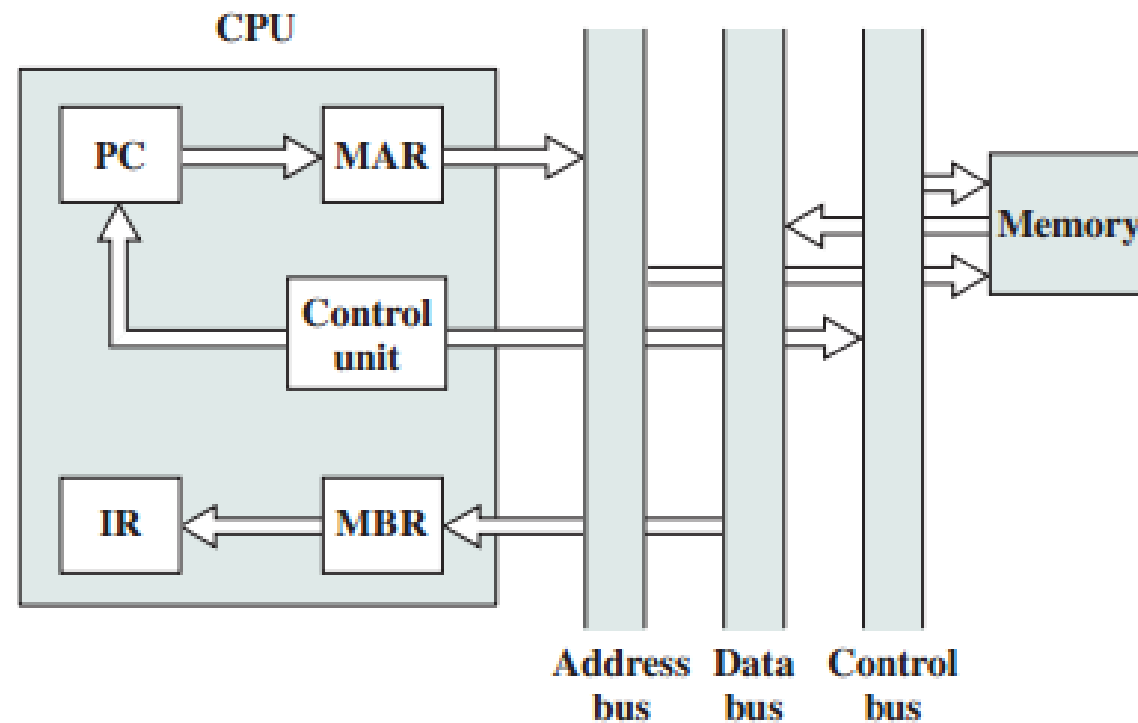 CPU
PC
MAR
Memory
Control
unit
IR
MBR
Address
bus
Data
bus
Control
bus